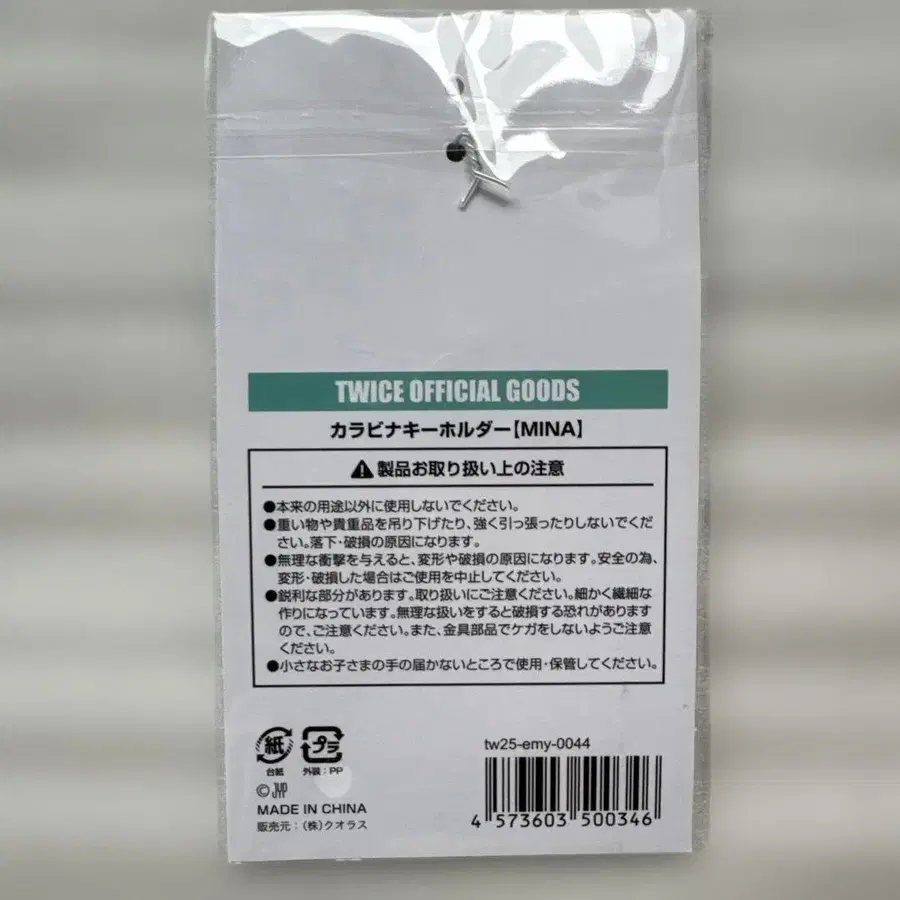 TWICE OFFICIAL GOODS
カラビナキーホルダー【MINA】
製品お取り扱い上の注意
●本来の用途以外に使用しないでください。
●重い物や貴重品を吊り下げたり、強く引っ張ったりしないでくだ
さい。落下・破損の原因になります。
●無理な衝撃を与えると、変形や破損の原因になります。安全の為、
変形・破損した場合はご使用を中止してください。
●鋭利な部分があります。取り扱いにご注意ください。細かく繊細な
作りになっています。無理な扱いをすると破損する恐れがあります
ので、ご注意ください。また、金具部品でケガをしないようご注意
ください。
●小さなお子さまの手の届かないところで使用・保管してください。
紙
プラ
台紙
外装：PP
tw25-emy-0044
© JYP
MADE IN CHINA
販売元：（株）クオラス
4 573603 500346